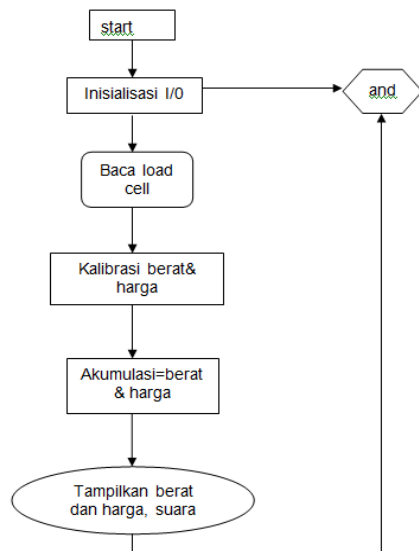 start
Inisialisasi I/0
and
Baca load
cell
Kalibrasi berat&
harga
Akumulasi=berat
& harga
Tampilkan berat
dan harga, suara